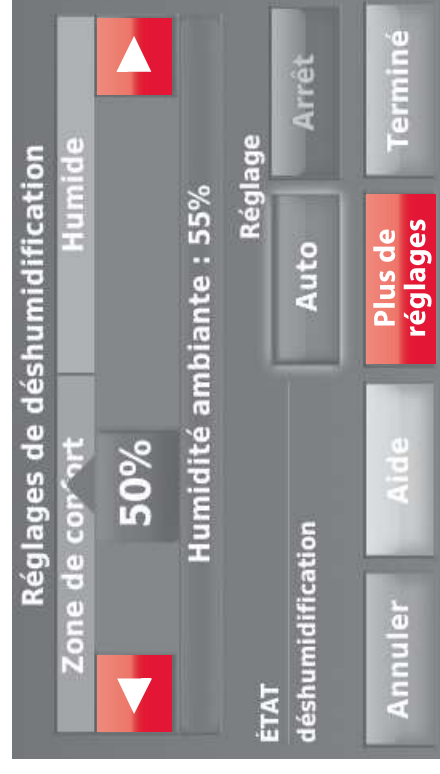 Réglages de déshumidification
Zone de confort Humide
50%
Humidité ambiante : 55%
ÉTAT
déshumidification
Réglage
Auto Arrêt
Annuler Aide Plus de réglages Terminé